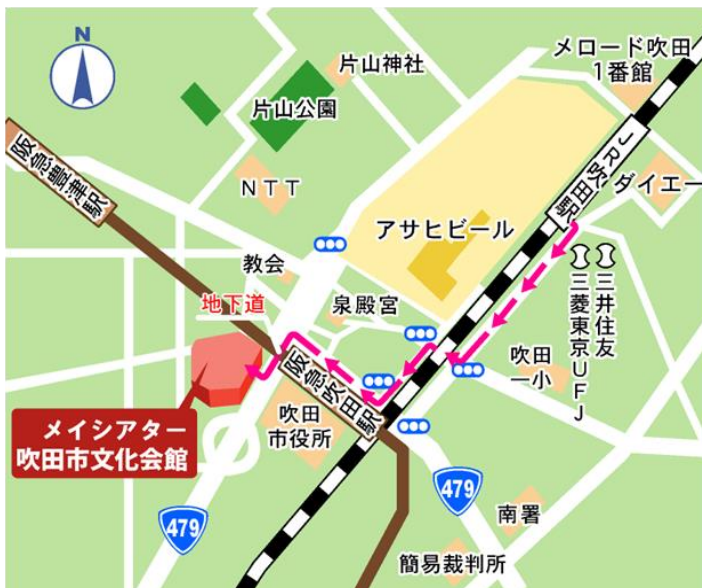 N
メロード吹田
1番館
片山神社
片山公園
JR吹田駅
ダイエー
阪急豊津駅
NTT
アサヒビール
教会
泉殿宮
地下道
三井住友
三菱東京UFJ
吹田
一小
阪急吹田駅
吹田
市役所
メイシアター
吹田市文化会館
479
479
南署
簡易裁判所